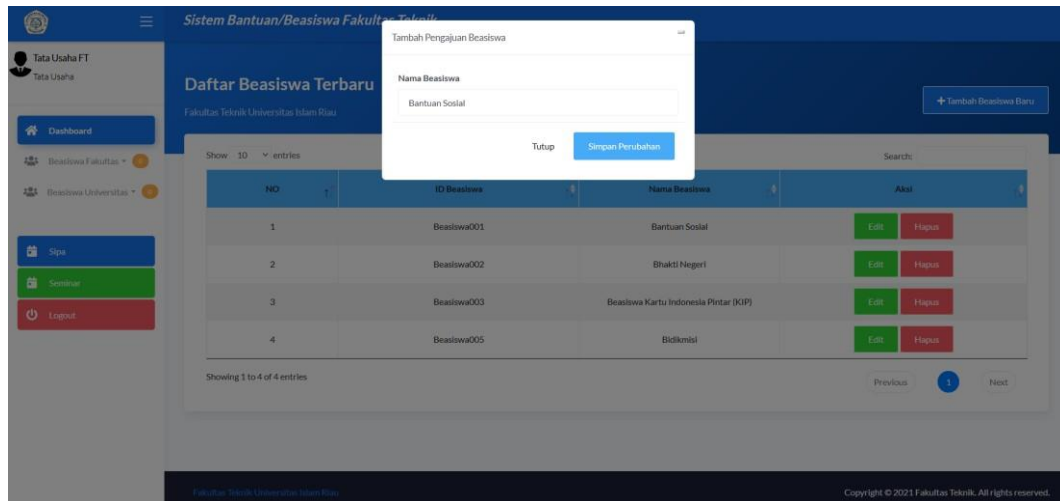 Sistem Bantuan/Beasiswa Fakultas Teknik
Tata Usaha FT
Tata Usaha
Dashboard
Beasiswa Fakultas
Beasiswa Universitas
Sipa
Seminar
Logout
Tambah Pengajuan Beasiswa
Nama Beasiswa
Bantuan Sosial
Tutup
Simpan Perubahan
Daftar Beasiswa Terbaru
Fakultas Teknik Universitas Islam Riau
+Tambah Beasiswa Baru
Show 10 entries
Search:
NO ID Beasiswa Nama Beasiswa Aksi
1 Beasiswa001 Bantuan Sosial Edit Hapus
2 Beasiswa002 Bhakti Negeri Edit Hapus
3 Beasiswa003 Beasiswa Kartu Indonesia Pintar (KIP) Edit Hapus
4 Beasiswa005 Bidikmisi Edit Hapus
Showing 1 to 4 of 4 entries
Previous 1 Next
Fakultas Teknik Universitas Islam Riau
Copyright © 2021 Fakultas Teknik. All rights reserved.